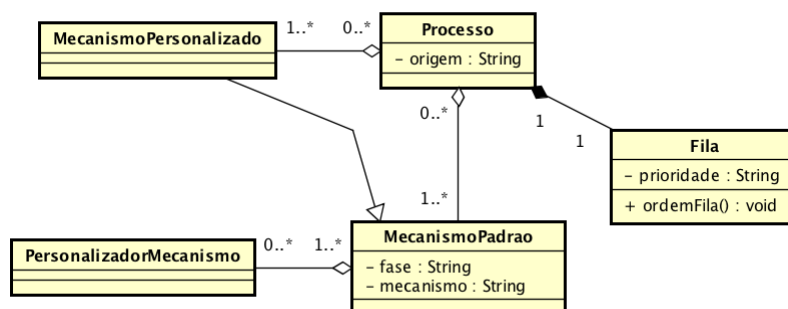 MecanismoPersonalizado
1..*
0..*
Processo
- origem : String
0..*
1
1
Fila
- prioridade : String
+ ordemFila() : void
1..*
PersonalizadorMecanismo
0..*
1..*
MecanismoPadrao
- fase : String
- mecanismo : String